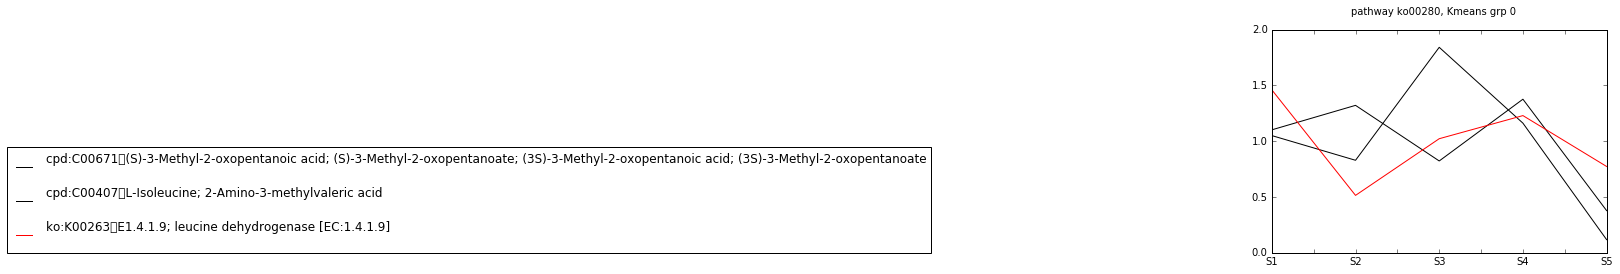 pathway ko00280, Kmeans grp 0
2.0
1.5
1.0
0.5
0.0
S1 S2 S3 S4 S5
cpd:C00671▯(S)-3-Methyl-2-oxopentanoic acid; (S)-3-Methyl-2-oxopentanoate; (3S)-3-Methyl-2-oxopentanoic acid; (3S)-3-Methyl-2-oxopentanoate
cpd:C00407▯L-Isoleucine; 2-Amino-3-methylvaleric acid
ko:K00263▯E1.4.1.9; leucine dehydrogenase [EC:1.4.1.9]